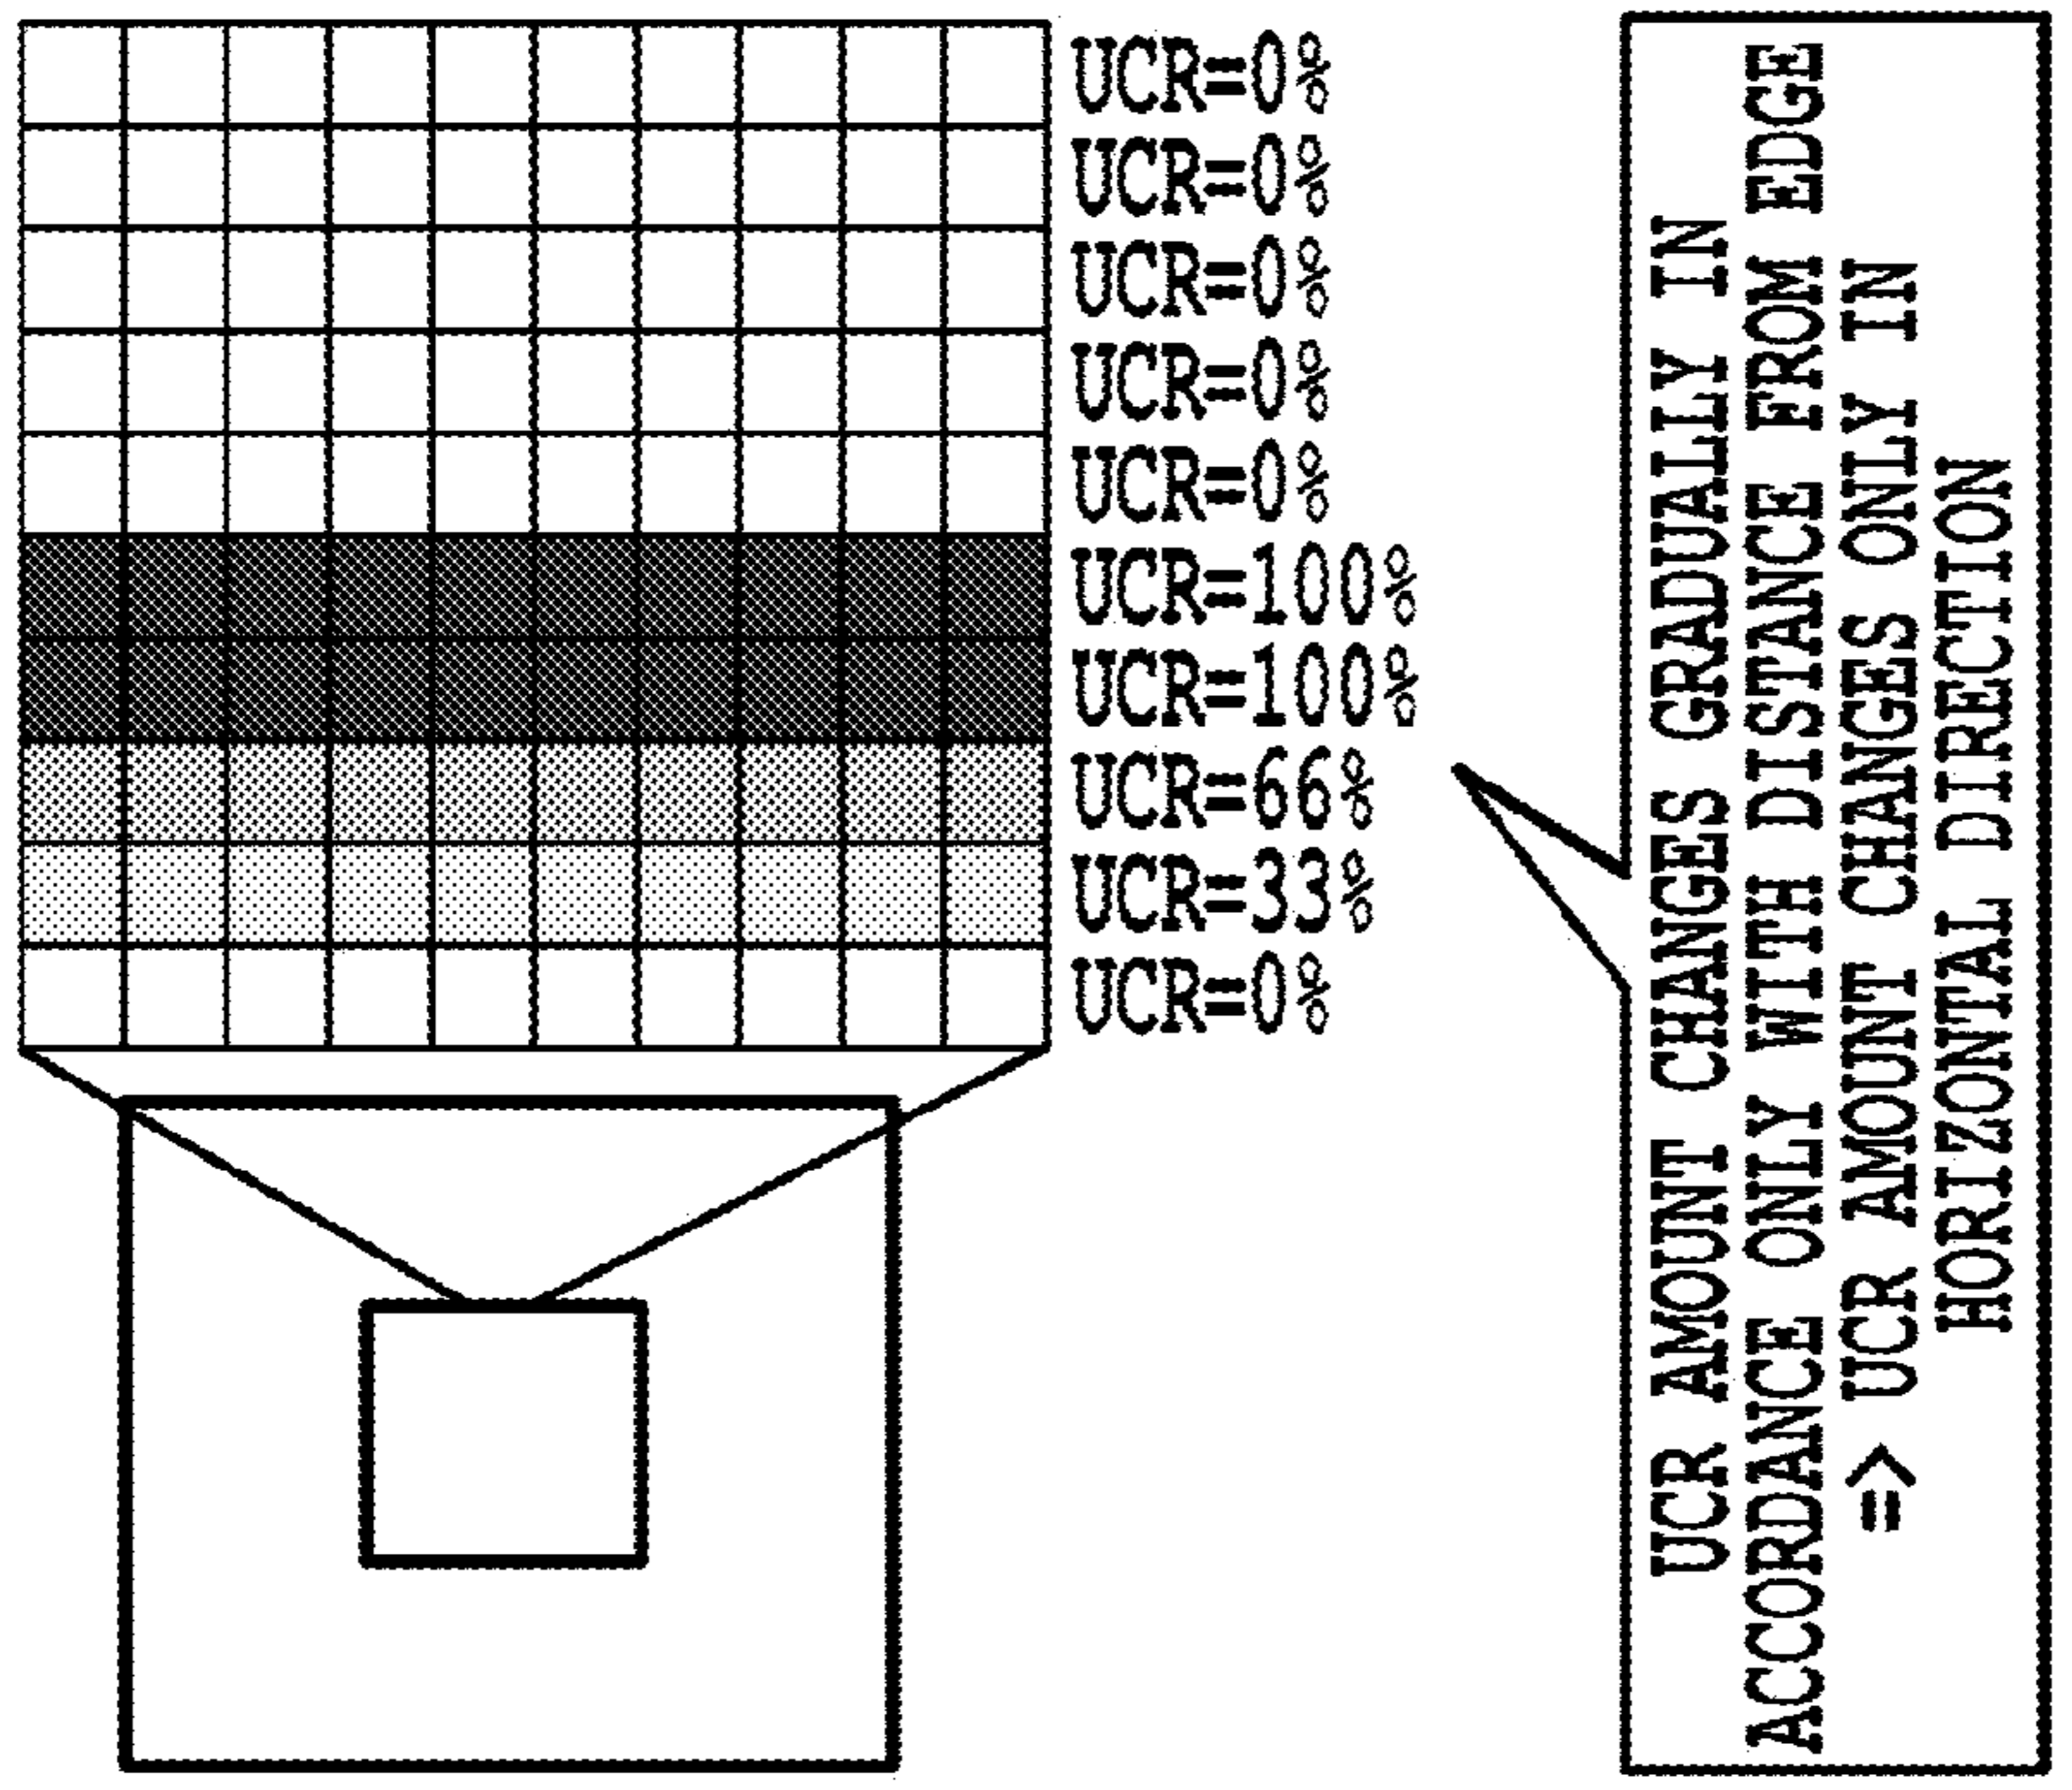 UCR=0%
UCR=0%
UCR=0%
UCR=0%
UCR=0%
UCR=100%
UCR=100%
UCR=66%
UCR=33%
UCR=0%
UCR AMOUNT CHANGES GRADUALLY IN
ACCORDANCE ONLY WITH DISTANCE FROM EDGE
=> UCR AMOUNT CHANGES ONLY IN
HORIZONTAL DIRECTION